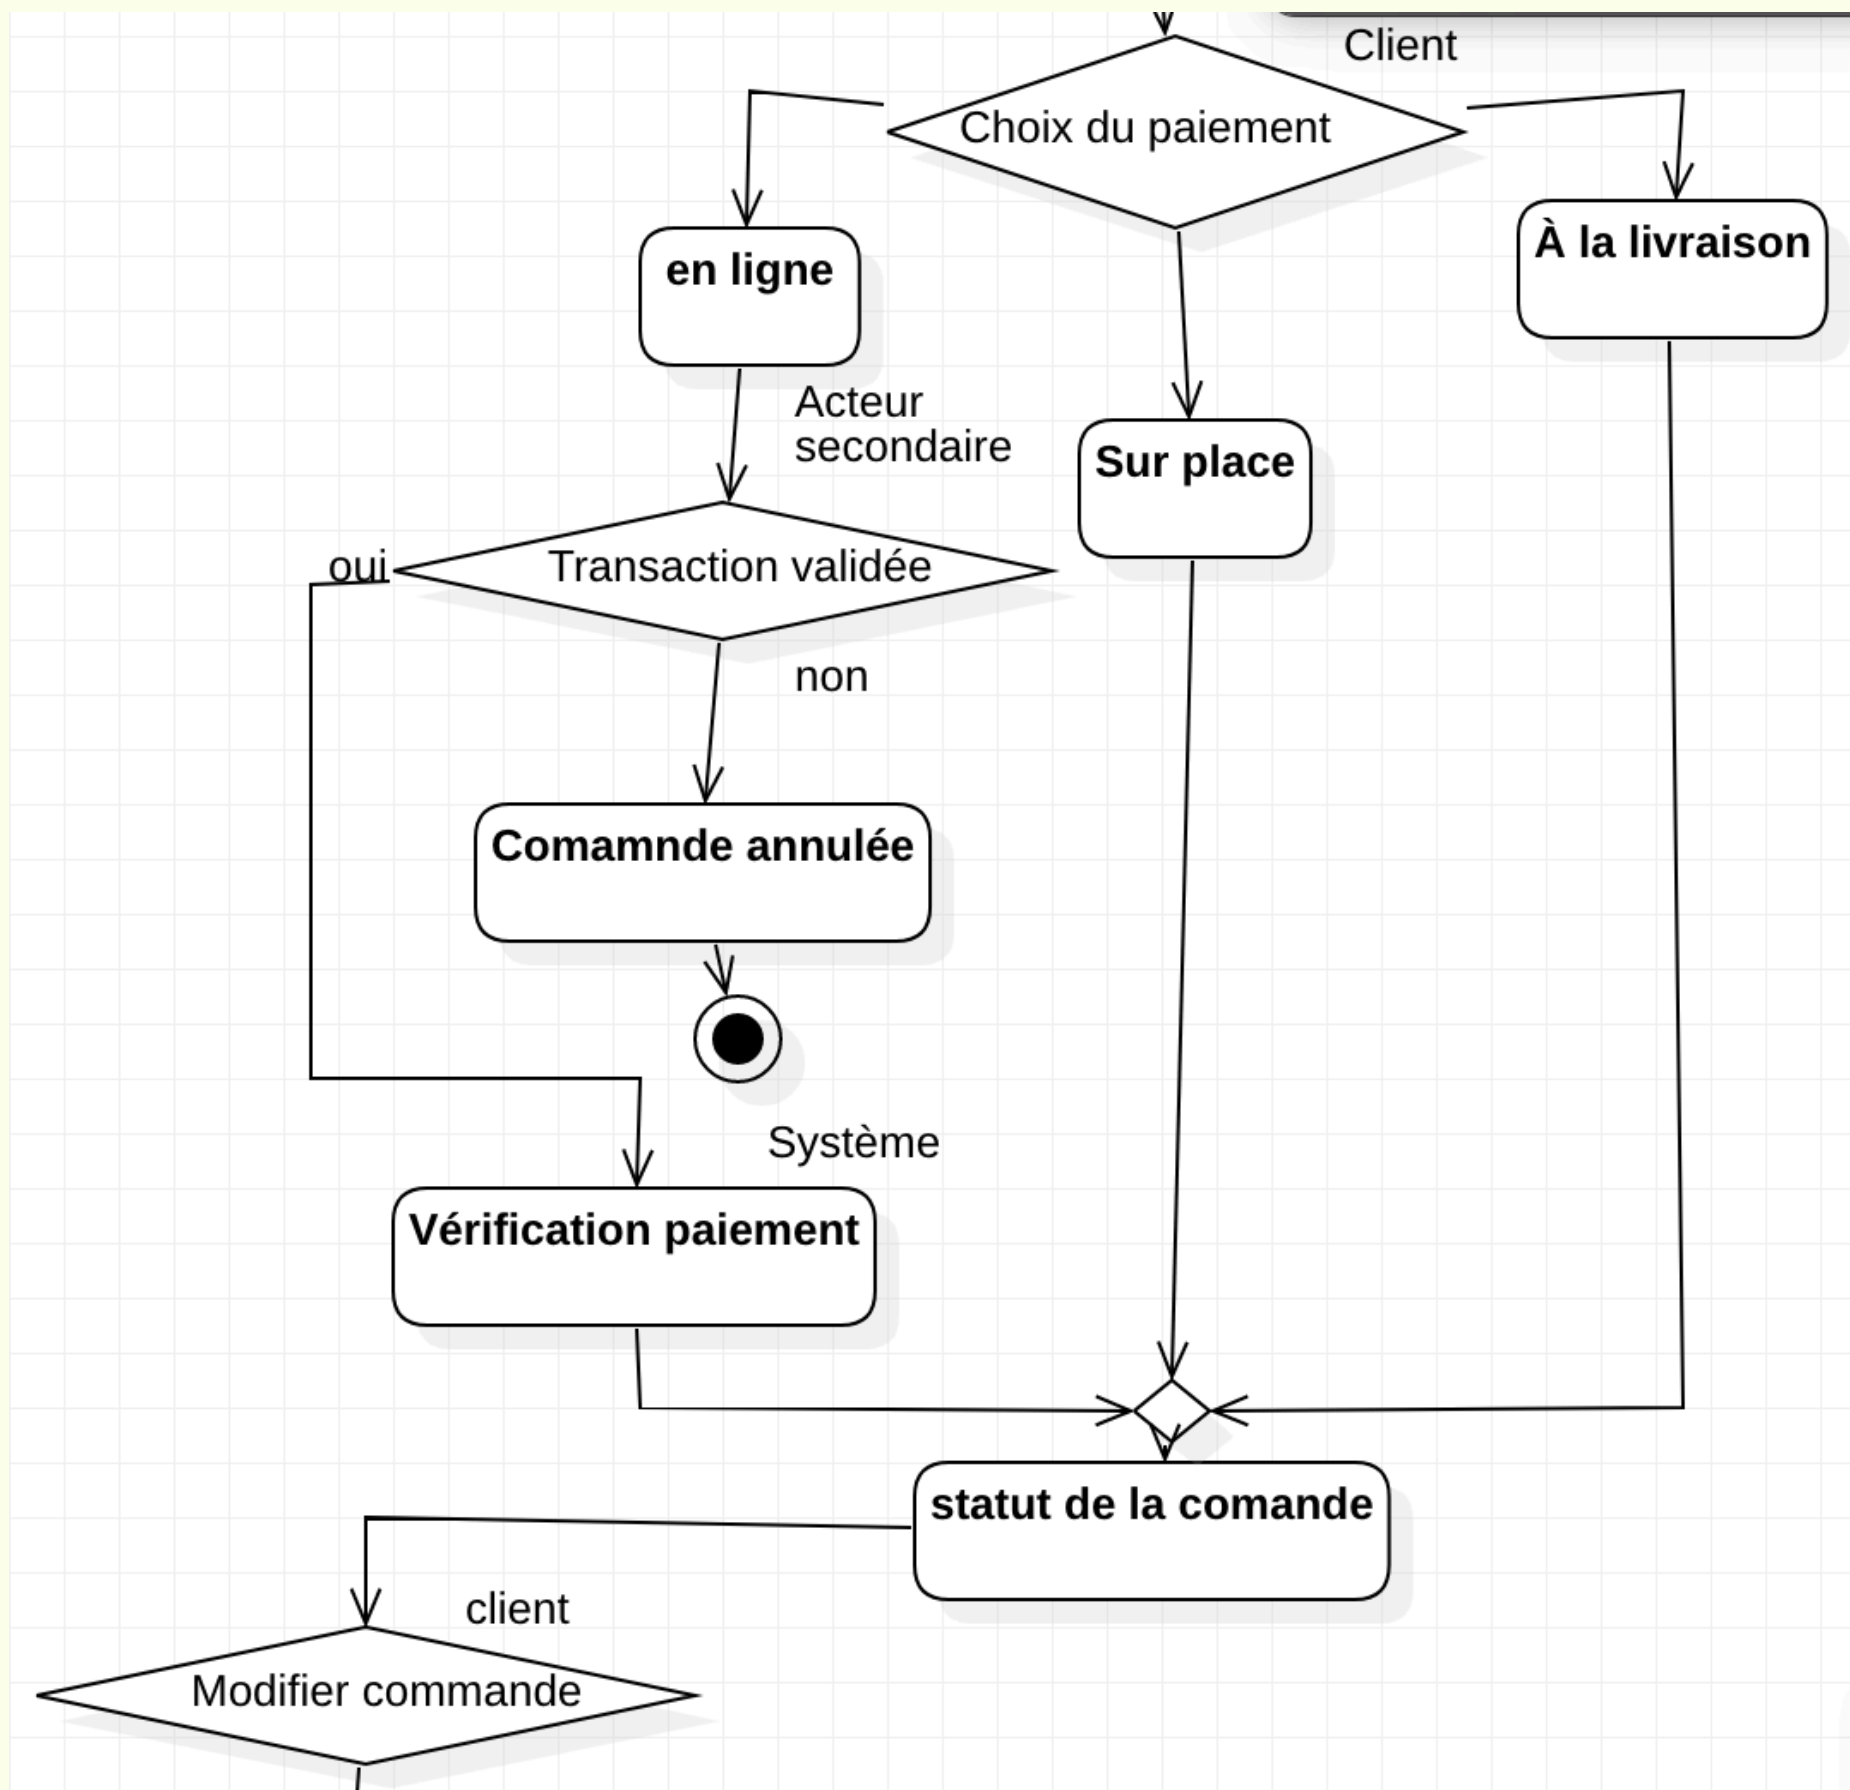 Client
Choix du paiement
À la livraison
en ligne
Acteur
secondaire
Sur place
oui
Transaction validée
non
Comamnde annulée
Système
Vérification paiement
statut de la comande
client
Modifier commande